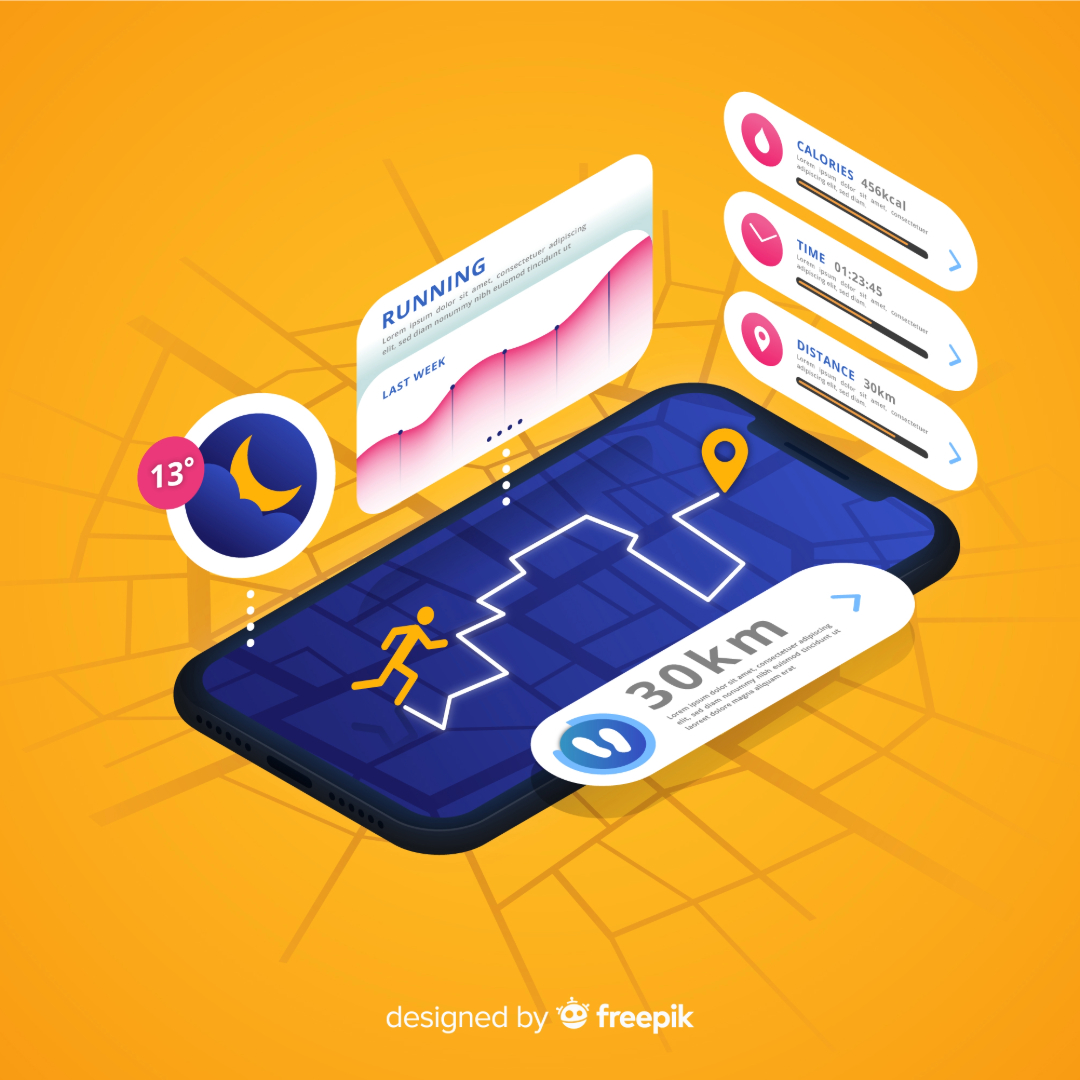 CALORIES 456kcal
Lorem ipsum dolor sit amet, consectetuer
adipiscing elit, sed diam.
TIME 01:23:45
Lorem ipsum dolor sit amet, consectetuer
adipiscing elit, sed diam.
DISTANCE 30km
Lorem ipsum dolor sit amet, consectetuer
adipiscing elit, sed diam.
RUNNING
Lorem ipsum dolor sit amet, consectetuer adipiscing
elit, sed diam nonummy nibh euismod tincidunt ut
LAST WEEK
13°
30km
Lorem ipsum dolor sit amet, consectetuer adipiscing
elit, sed diam nonummy nibh euismod tincidunt ut
laoreet dolore magna aliquam erat
designed by freepik